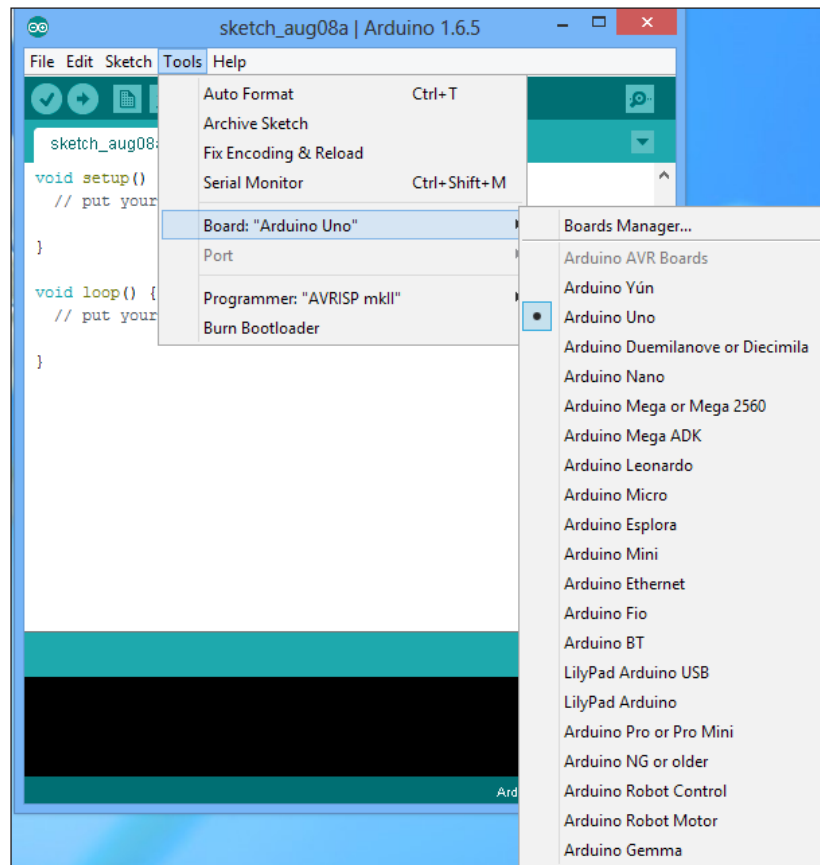 sketch_aug08a | Arduino 1.6.5
File Edit Sketch Tools Help
sketch_aug08a
void setup()
// put your
}
void loop() {
// put your
}
Auto Format Ctrl+T
Archive Sketch
Fix Encoding & Reload
Serial Monitor Ctrl+Shift+M
Board: "Arduino Uno"
Port
Programmer: "AVRISP mkII"
Burn Bootloader
Boards Manager...
Arduino AVR Boards
Arduino Yún
Arduino Uno
Arduino Duemilanove or Diecimila
Arduino Nano
Arduino Mega or Mega 2560
Arduino Mega ADK
Arduino Leonardo
Arduino Micro
Arduino Esplora
Arduino Mini
Arduino Ethernet
Arduino Fio
Arduino BT
LilyPad Arduino USB
LilyPad Arduino
Arduino Pro or Pro Mini
Arduino NG or older
Arduino Robot Control
Arduino Robot Motor
Arduino Gemma
Ard